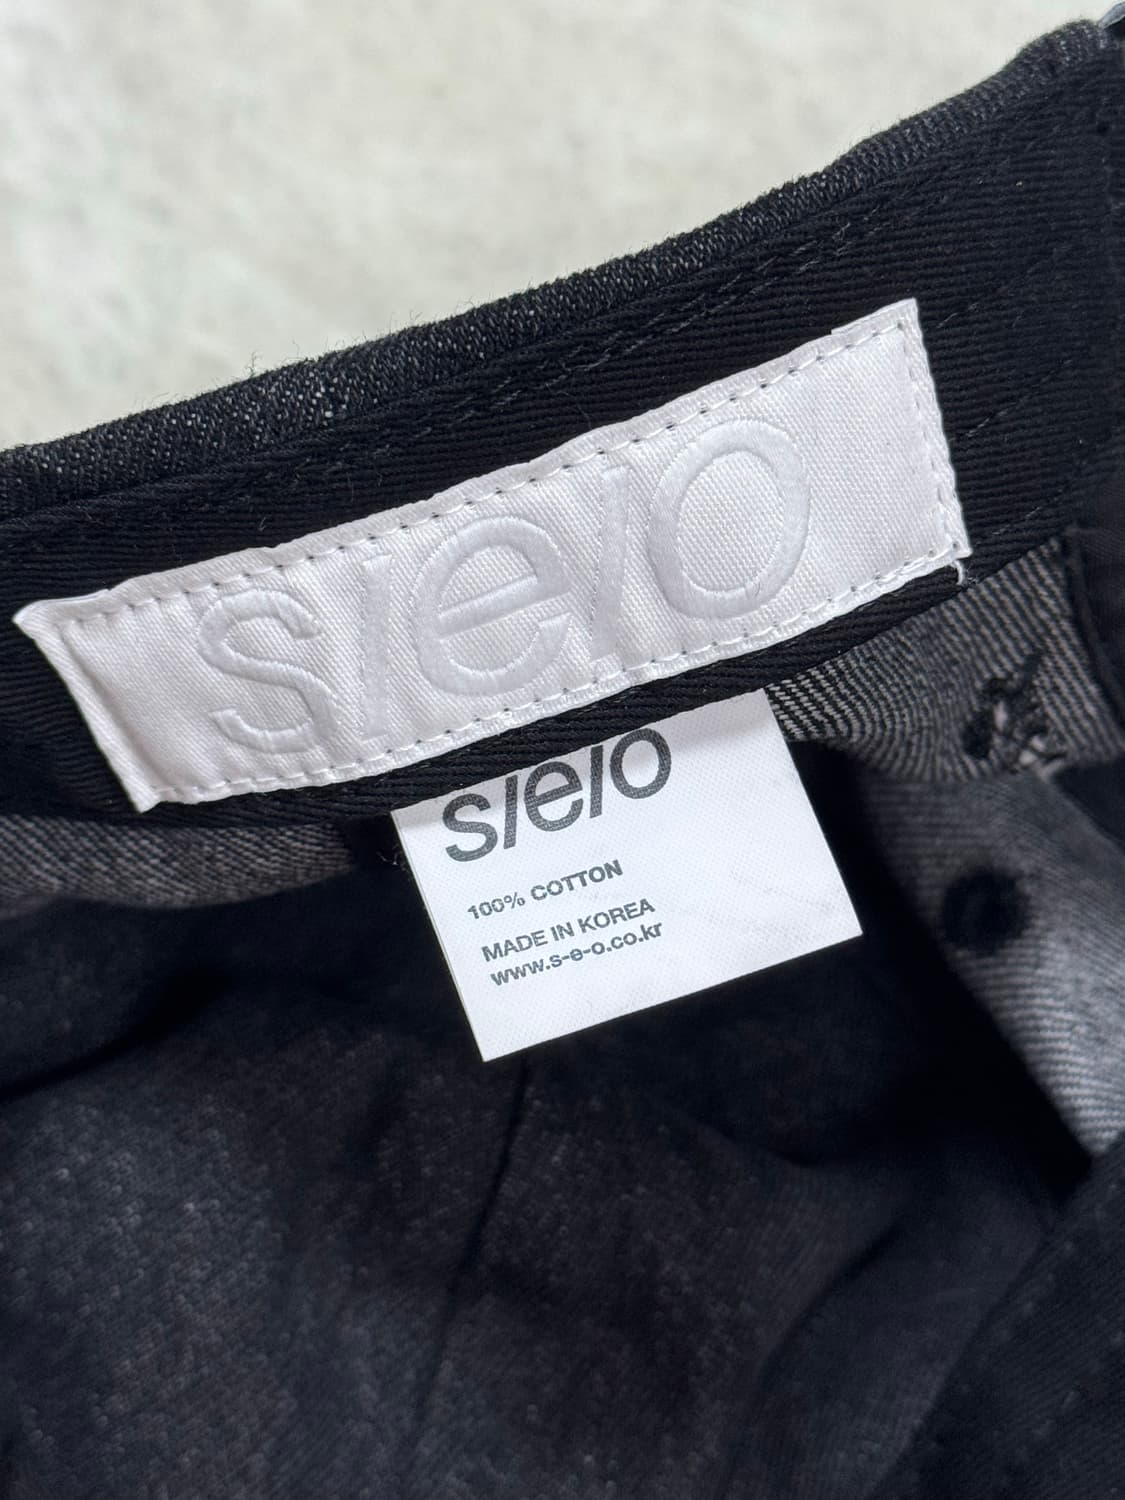 s/e/o
s/e/o
100% COTTON
MADE IN KOREA
www.s-e-o.co.kr